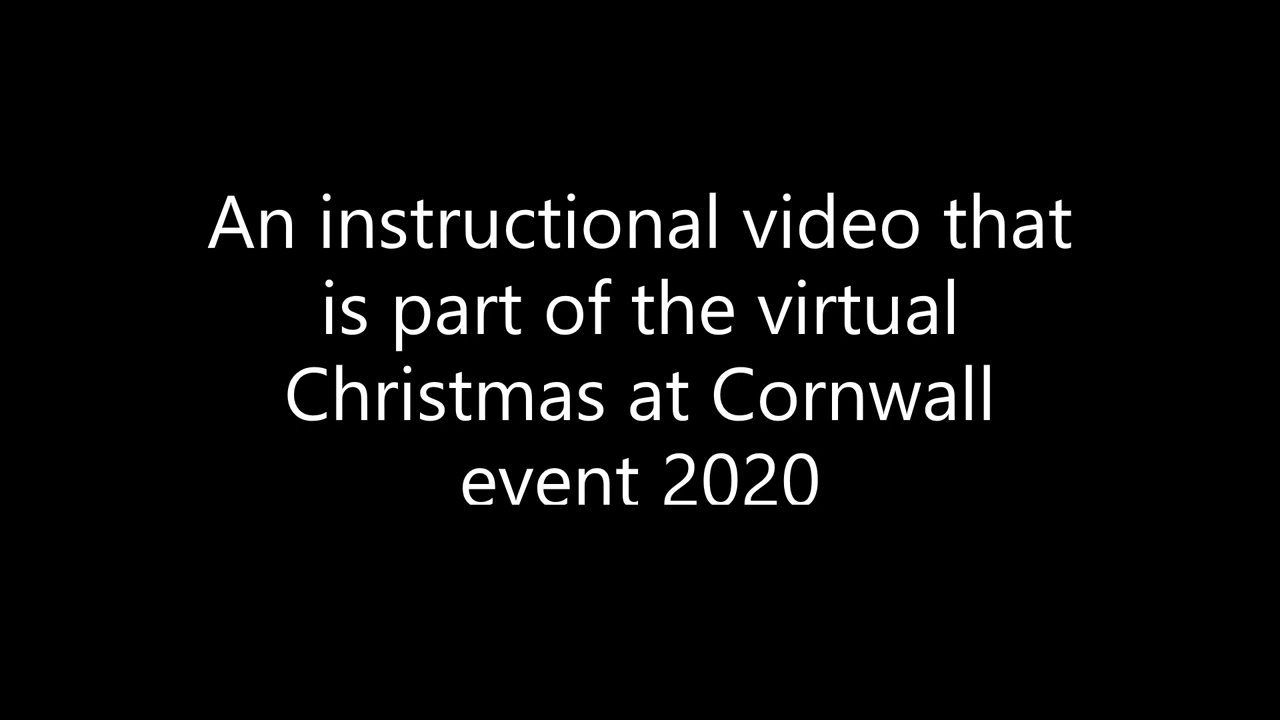 An instructional video that
is part of the virtual
Christmas at Cornwall
event 2020